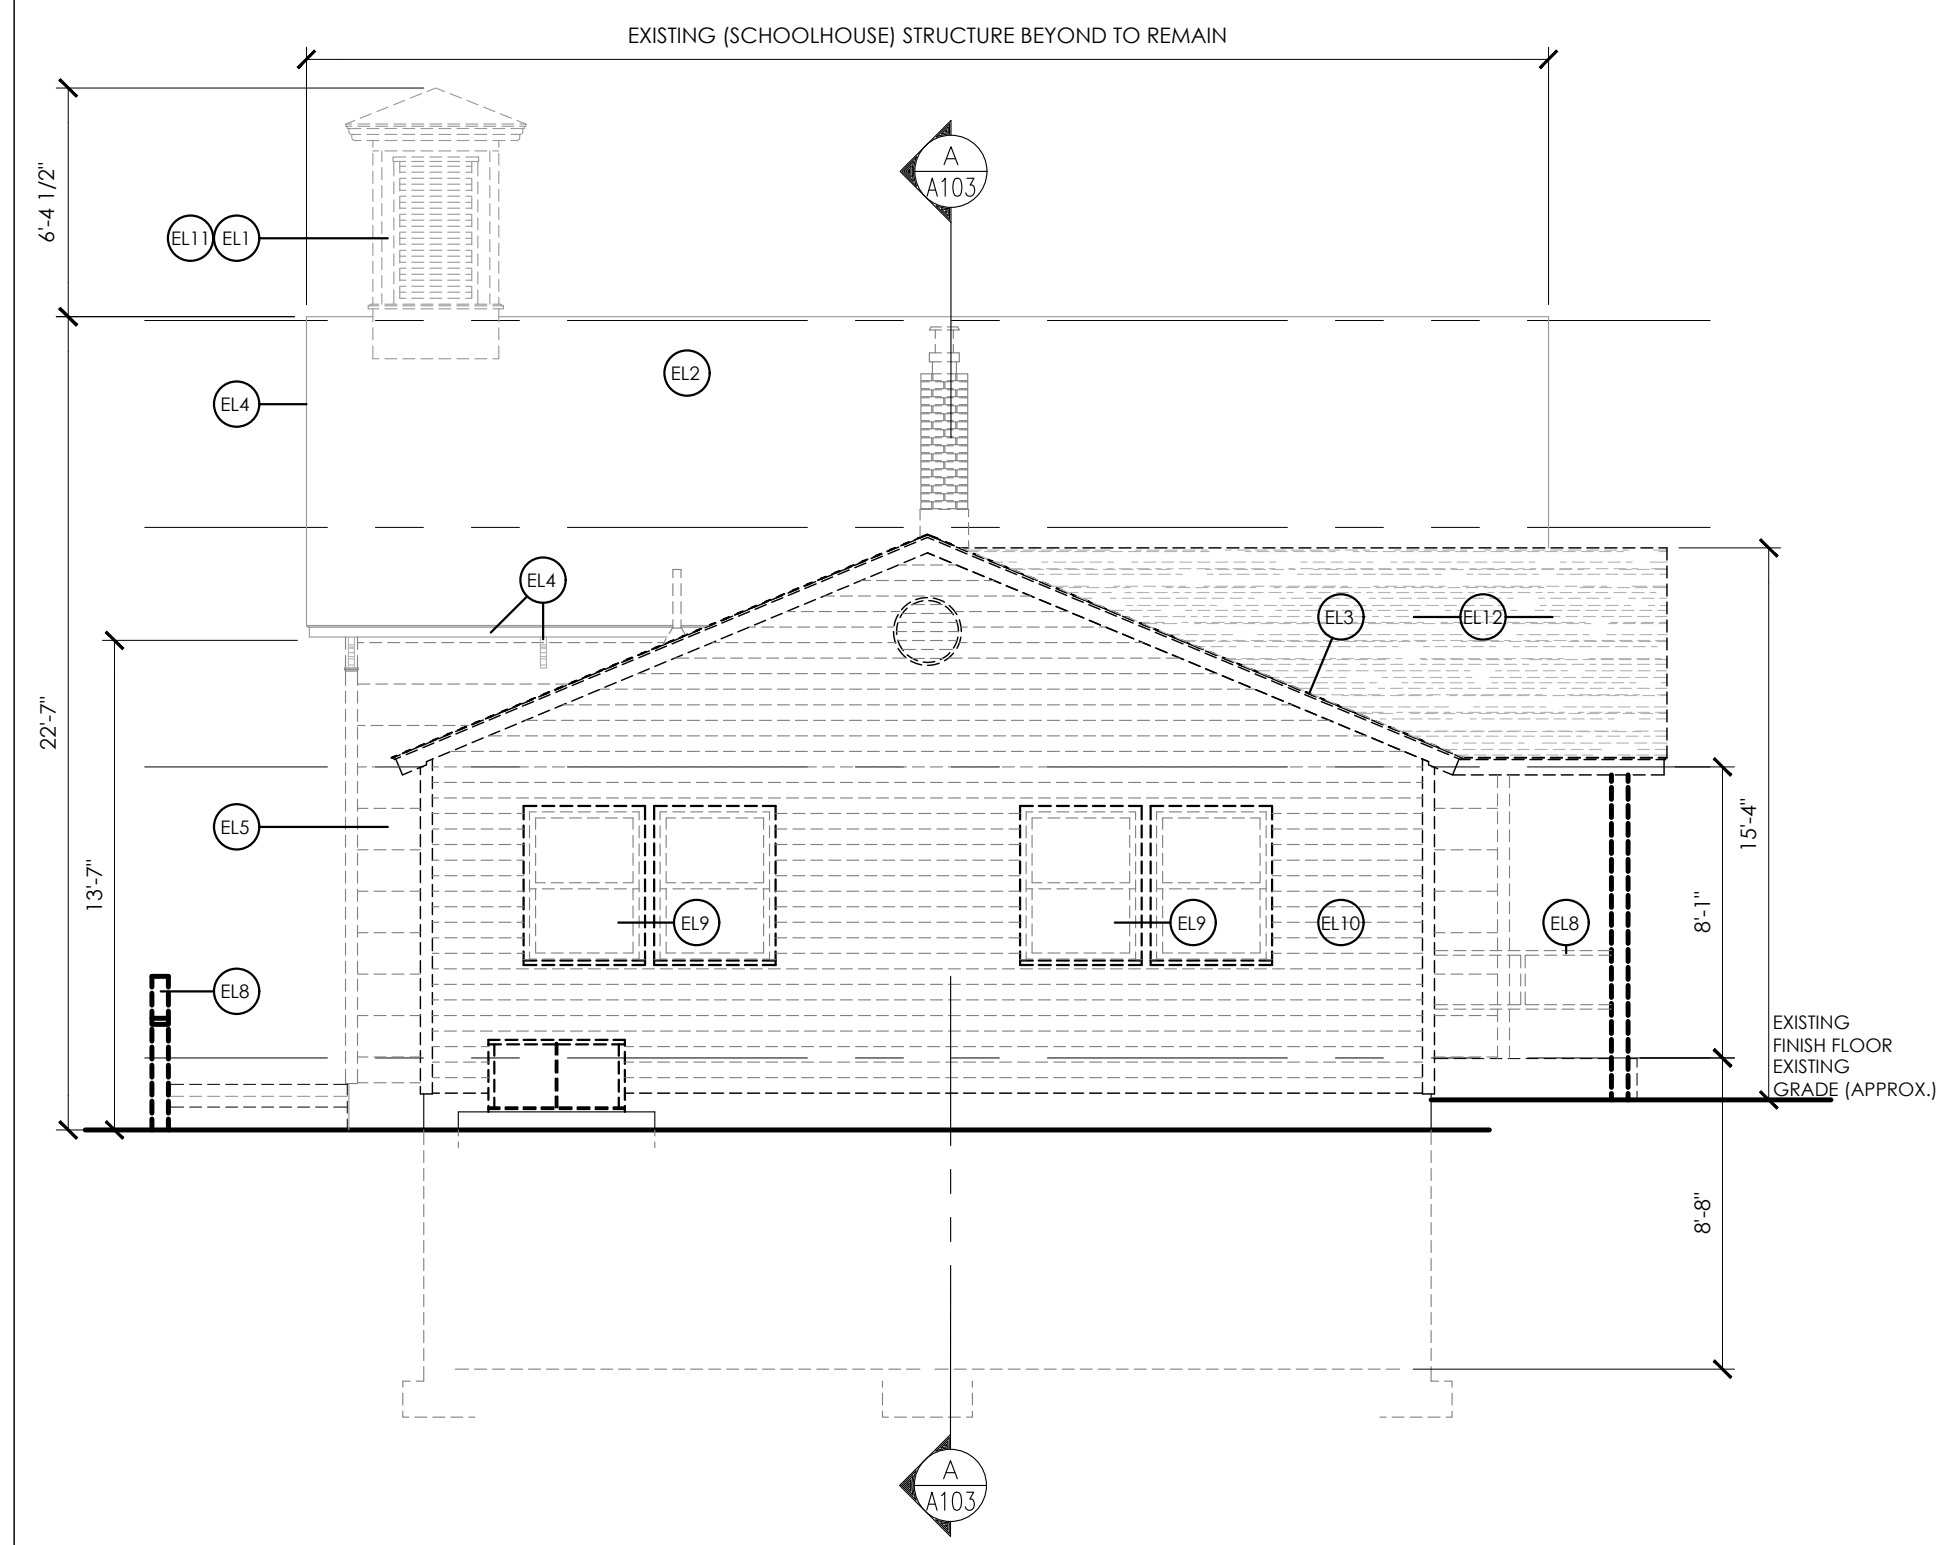 EXISTING (SCHOOLHOUSE) STRUCTURE BEYOND TO REMAIN
6'-4 1/2"
A
A103
EL11 EL1
EL2
EL4
EL4
EL3
EL12
22'-7"
EL5
15'-4"
13'-7"
8'-1"
EL9
EL9
EL10
EL8
EL8
EXISTING
FINISH FLOOR
EXISTING
GRADE (APPROX.)
8'-8"
A
A103